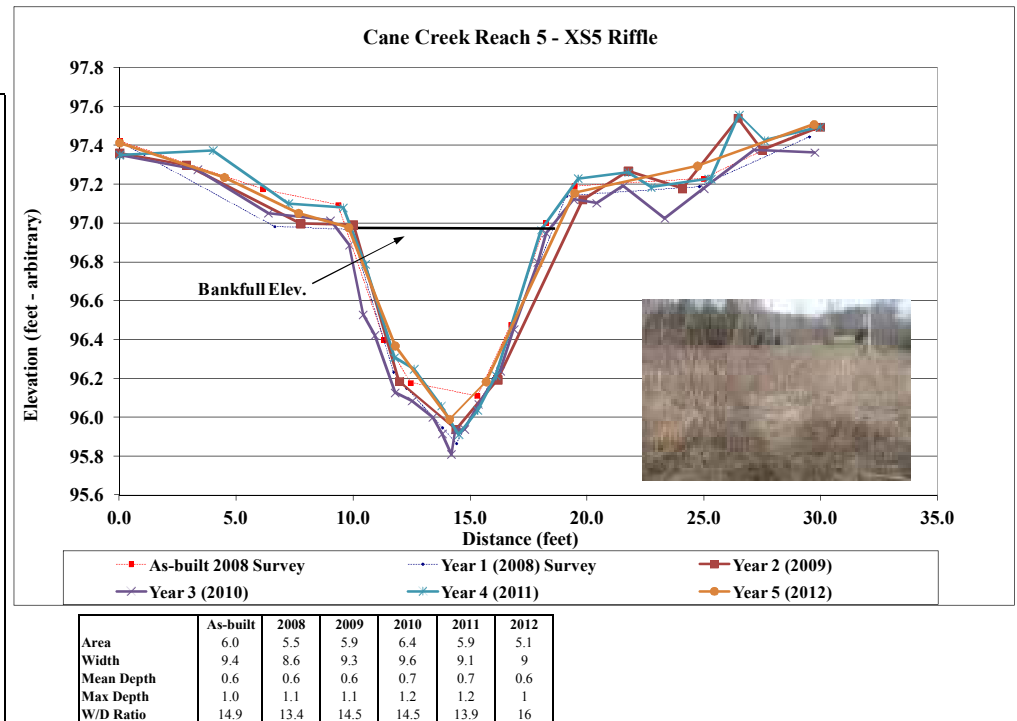 Cane Creek Reach 5 - XS5 Riffle
97.8
97.6
97.4
97.2
97.0
96.8
96.6
96.4
96.2
96.0
95.8
95.6
Elevation (feet - arbitrary)
Bankfull Elev.
0.0 5.0 10.0 15.0 20.0 25.0 30.0 35.0
Distance (feet)
As-built 2008 Survey Year 1 (2008) Survey Year 2 (2009)
Year 3 (2010) Year 4 (2011) Year 5 (2012)
As-built 2008 2009 2010 2011 2012
Area 6.0 5.5 5.9 6.4 5.9 5.1
Width 9.4 8.6 9.3 9.6 9.1 9
Mean Depth 0.6 0.6 0.6 0.7 0.7 0.6
Max Depth 1.0 1.1 1.1 1.2 1.2 1
W/D Ratio 14.9 13.4 14.5 14.5 13.9 16